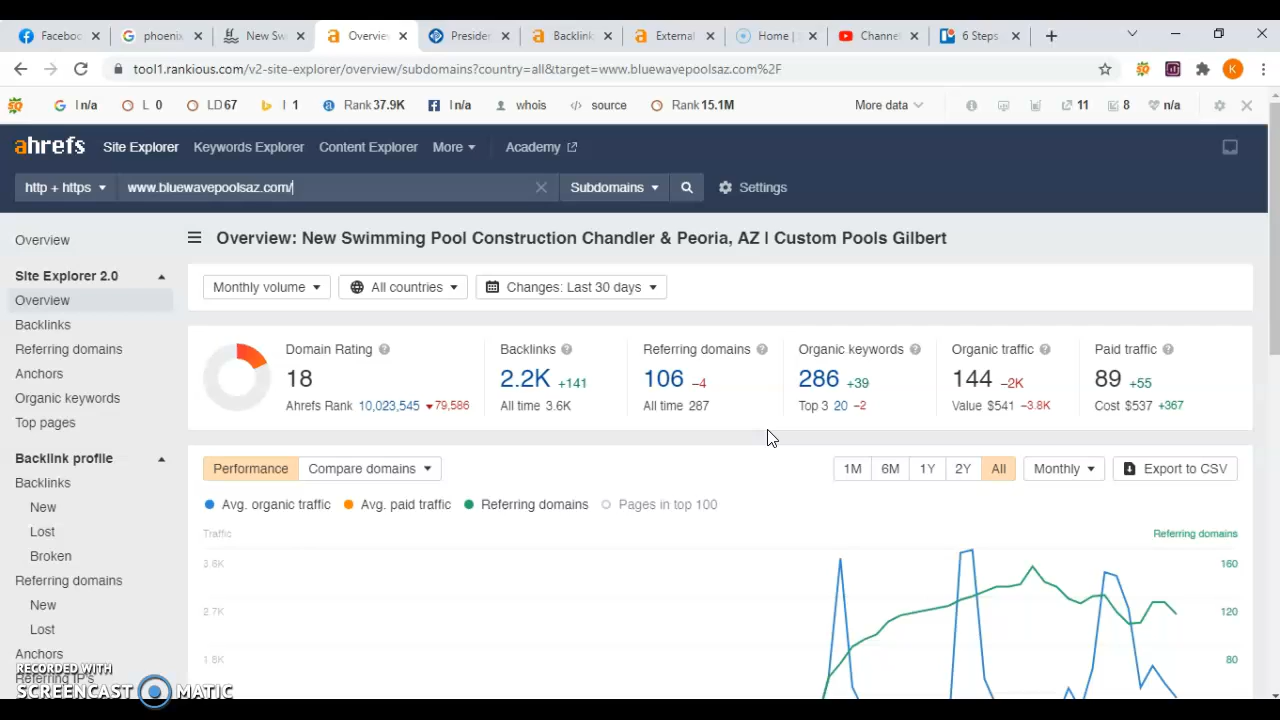 Faceboo
phoenix
New Sw
Overvie
Presider
Backlink
External
Home |
Channel
6 Steps
tool1.rankious.com/v2-site-explorer/overview/subdomains?country=all&target=www.bluewavepoolsaz.com%2F
K
I n/a L 0 LD 67 I 1 Rank 37.9K I n/a whois source Rank 15.1M More data 11 8 n/a
ahrefs Site Explorer Keywords Explorer Content Explorer More Academy
http + https www.bluewavepoolsaz.com/ Subdomains Settings
Overview
Site Explorer 2.0
Overview
Backlinks
Referring domains
Anchors
Organic keywords
Top pages
Backlink profile
Backlinks
New
Lost
Broken
Referring domains
New
Lost
Anchors
Referring IP's
Overview: New Swimming Pool Construction Chandler & Peoria, AZ | Custom Pools Gilbert
Monthly volume All countries Changes: Last 30 days
Domain Rating Backlinks Referring domains Organic keywords Organic traffic Paid traffic
18 2.2K +141 106 −4 286 +39 144 −2K 89 +55
Ahrefs Rank 10,023,545 79,586 All time 3.6K All time 287 Top 3 20 −2 Value $541 −3.8K Cost $537 +367
Performance Compare domains 1M 6M 1Y 2Y All Monthly Export to CSV
Avg. organic traffic Avg. paid traffic Referring domains Pages in top 100
Traffic Referring domains
3.6K 160
2.7K 120
1.8K 80
RECORDED WITH
SCREENCAST MATIC